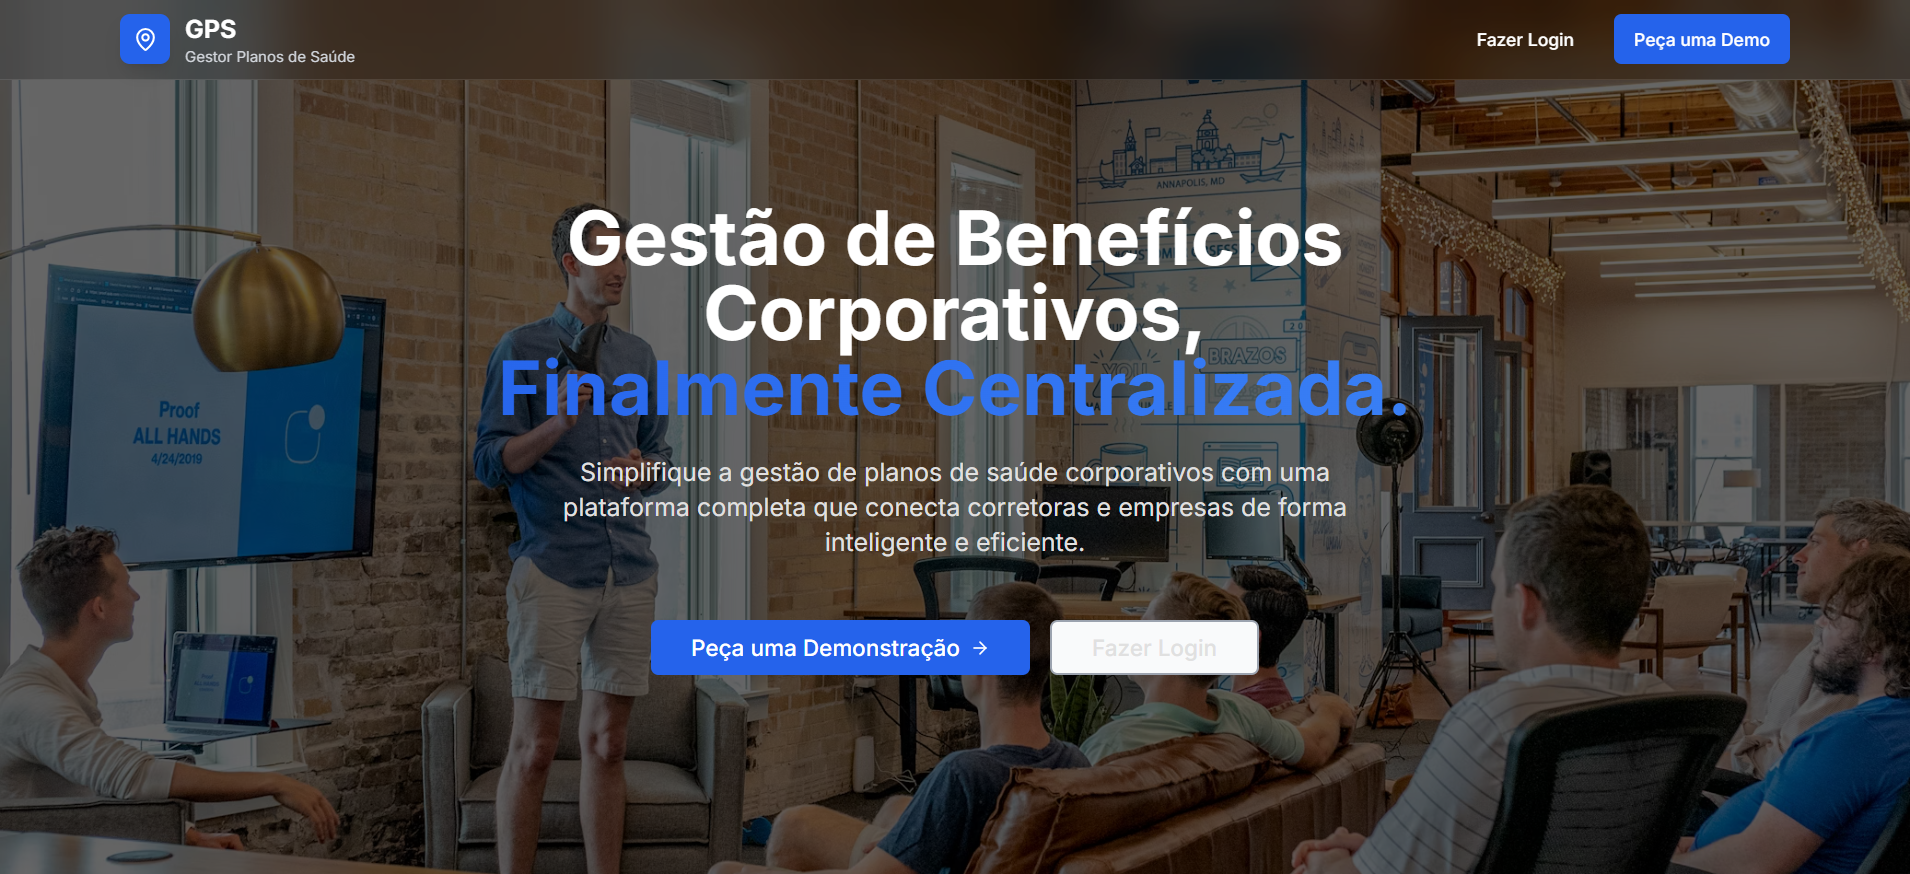 GPS
Gestor Planos de Saúde
Fazer Login
Peça uma Demo
ANNAPOLIS, MD
Gestão de Benefícios
Corporativos,
Finalmente Centralizada.
BRAZOS
YOU
Proof
ALL HANDS
4/24/2019
Simplifique a gestão de planos de saúde corporativos com uma
plataforma completa que conecta corretoras e empresas de forma
inteligente e eficiente.
Peça uma Demonstração →
Fazer Login